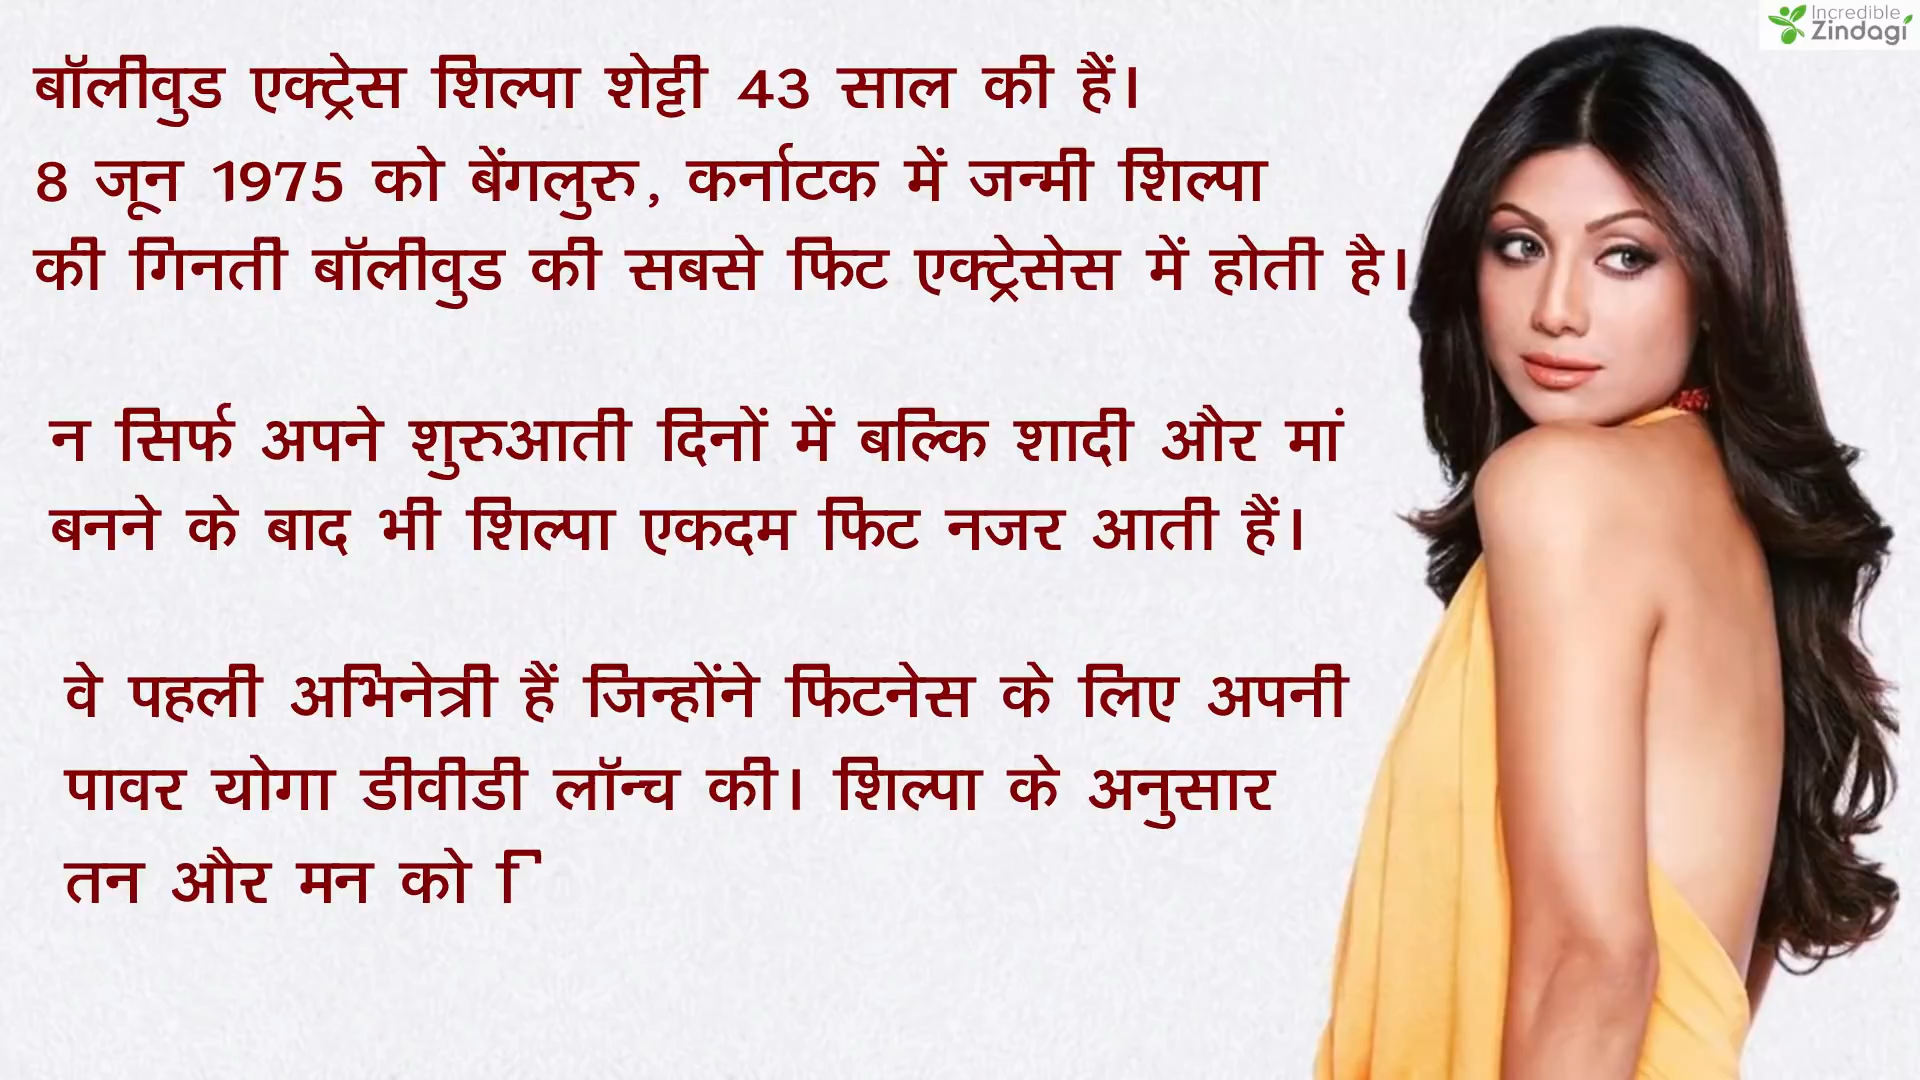 Incredible
Zindagi
बॉलीवुड एक्ट्रेस शिल्पा शेट्टी 43 साल की हैं।
8 जून 1975 को बेंगलुरु, कर्नाटक में जन्मी शिल्पा
की गिनती बॉलीवुड की सबसे फिट एक्ट्रेसेस में होती है।
न सिर्फ अपने शुरुआती दिनों में बल्कि शादी और मां
बनने के बाद भी शिल्पा एकदम फिट नजर आती हैं।
वे पहली अभिनेत्री हैं जिन्होंने फिटनेस के लिए अपनी
पावर योगा डीवीडी लॉन्च की। शिल्पा के अनुसार
तन और मन को